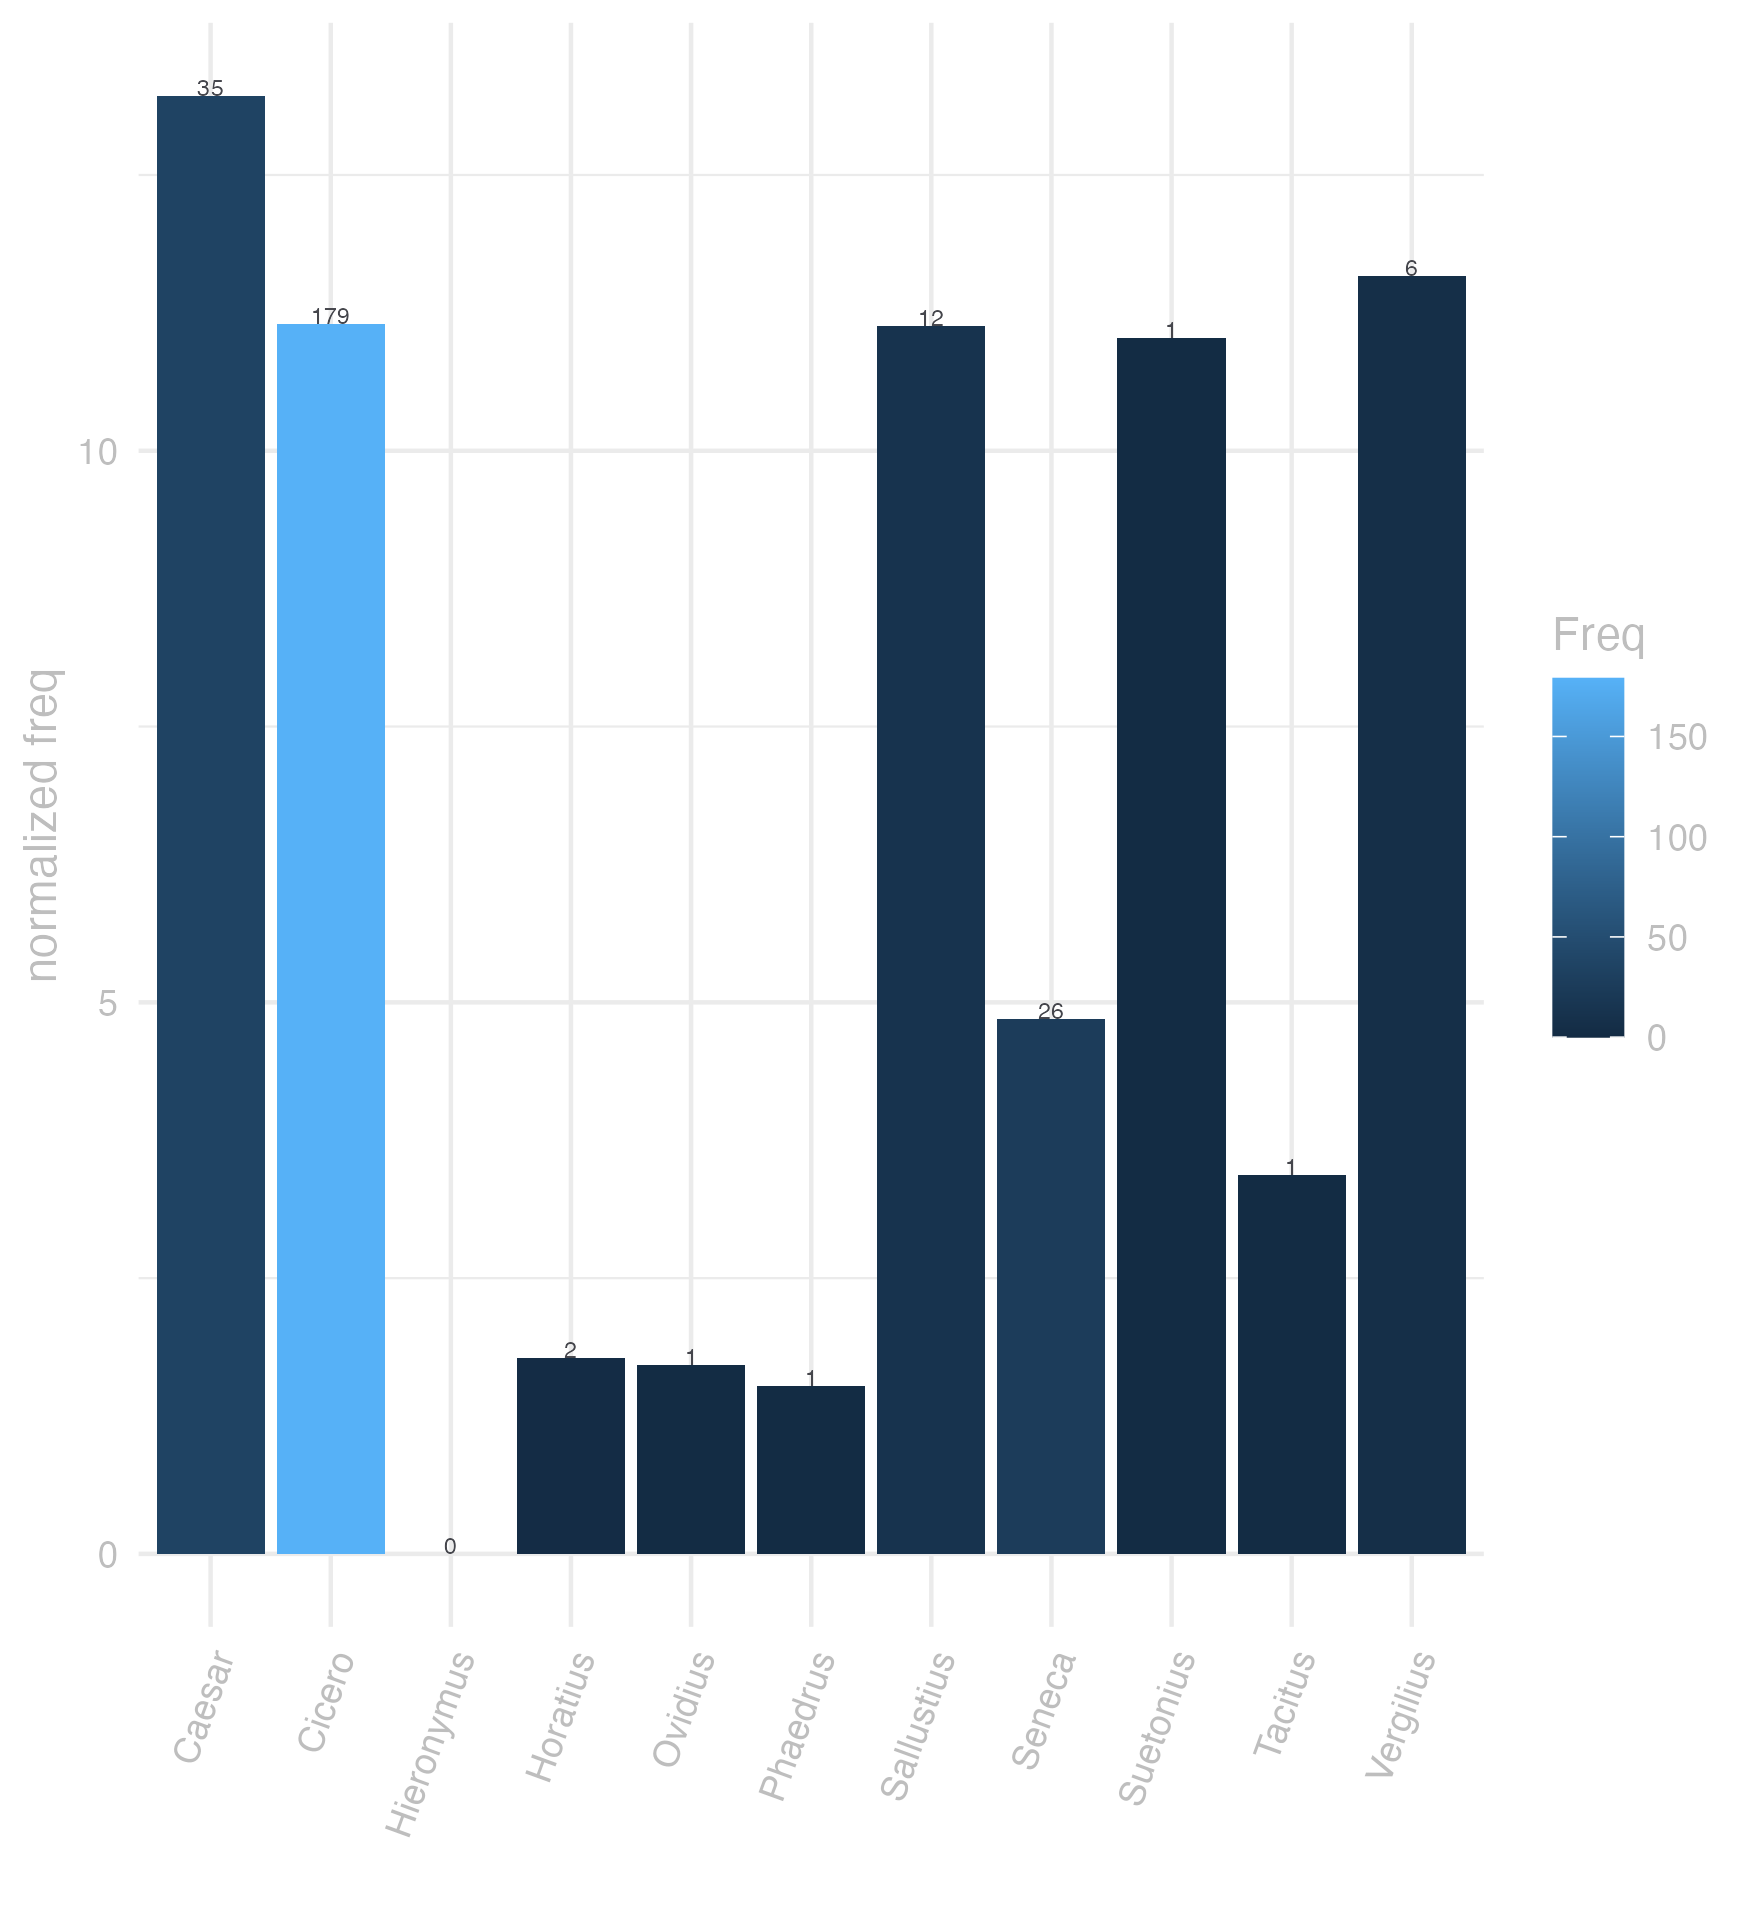 35
179
0
2
1
1
12
26
1
1
6
normalized freq
10
5
0
Caesar
Cicero
Hieronymus
Horatius
Ovidius
Phaedrus
Sallustius
Seneca
Suetonius
Tacitus
Vergilius
Freq
150
100
50
0